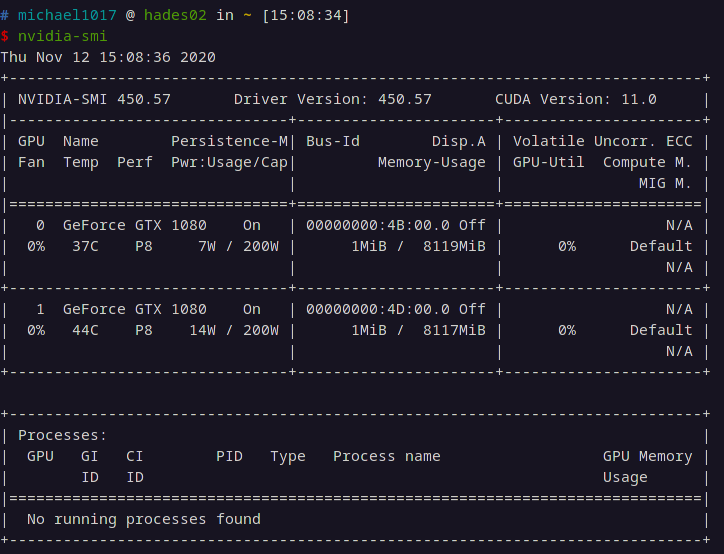 # michael1017 @ hades02 in ~ [15:08:34]
$ nvidia-smi
Thu Nov 12 15:08:36 2020
+-----------------------------------------------------------------------------+
| NVIDIA-SMI 450.57       Driver Version: 450.57       CUDA Version: 11.0     |
|-------------------------------+----------------------+----------------------+
| GPU  Name        Persistence-M| Bus-Id        Disp.A | Volatile Uncorr. ECC |
| Fan  Temp  Perf  Pwr:Usage/Cap|         Memory-Usage | GPU-Util  Compute M. |
|                               |                      |               MIG M. |
|===============================+======================+======================|
|   0  GeForce GTX 1080    On   | 00000000:4B:00.0 Off |                  N/A |
|  0%   37C    P8     7W / 200W |      1MiB /  8119MiB |      0%      Default |
|                               |                      |                  N/A |
+-------------------------------+----------------------+----------------------+
|   1  GeForce GTX 1080    On   | 00000000:4D:00.0 Off |                  N/A |
|  0%   44C    P8    14W / 200W |      1MiB /  8117MiB |      0%      Default |
|                               |                      |                  N/A |
+-------------------------------+----------------------+----------------------+

+-----------------------------------------------------------------------------+
| Processes:                                                                  |
|  GPU   GI   CI        PID   Type   Process name                  GPU Memory |
|        ID   ID                                                   Usage      |
|=============================================================================|
|  No running processes found                                                 |
+-----------------------------------------------------------------------------+